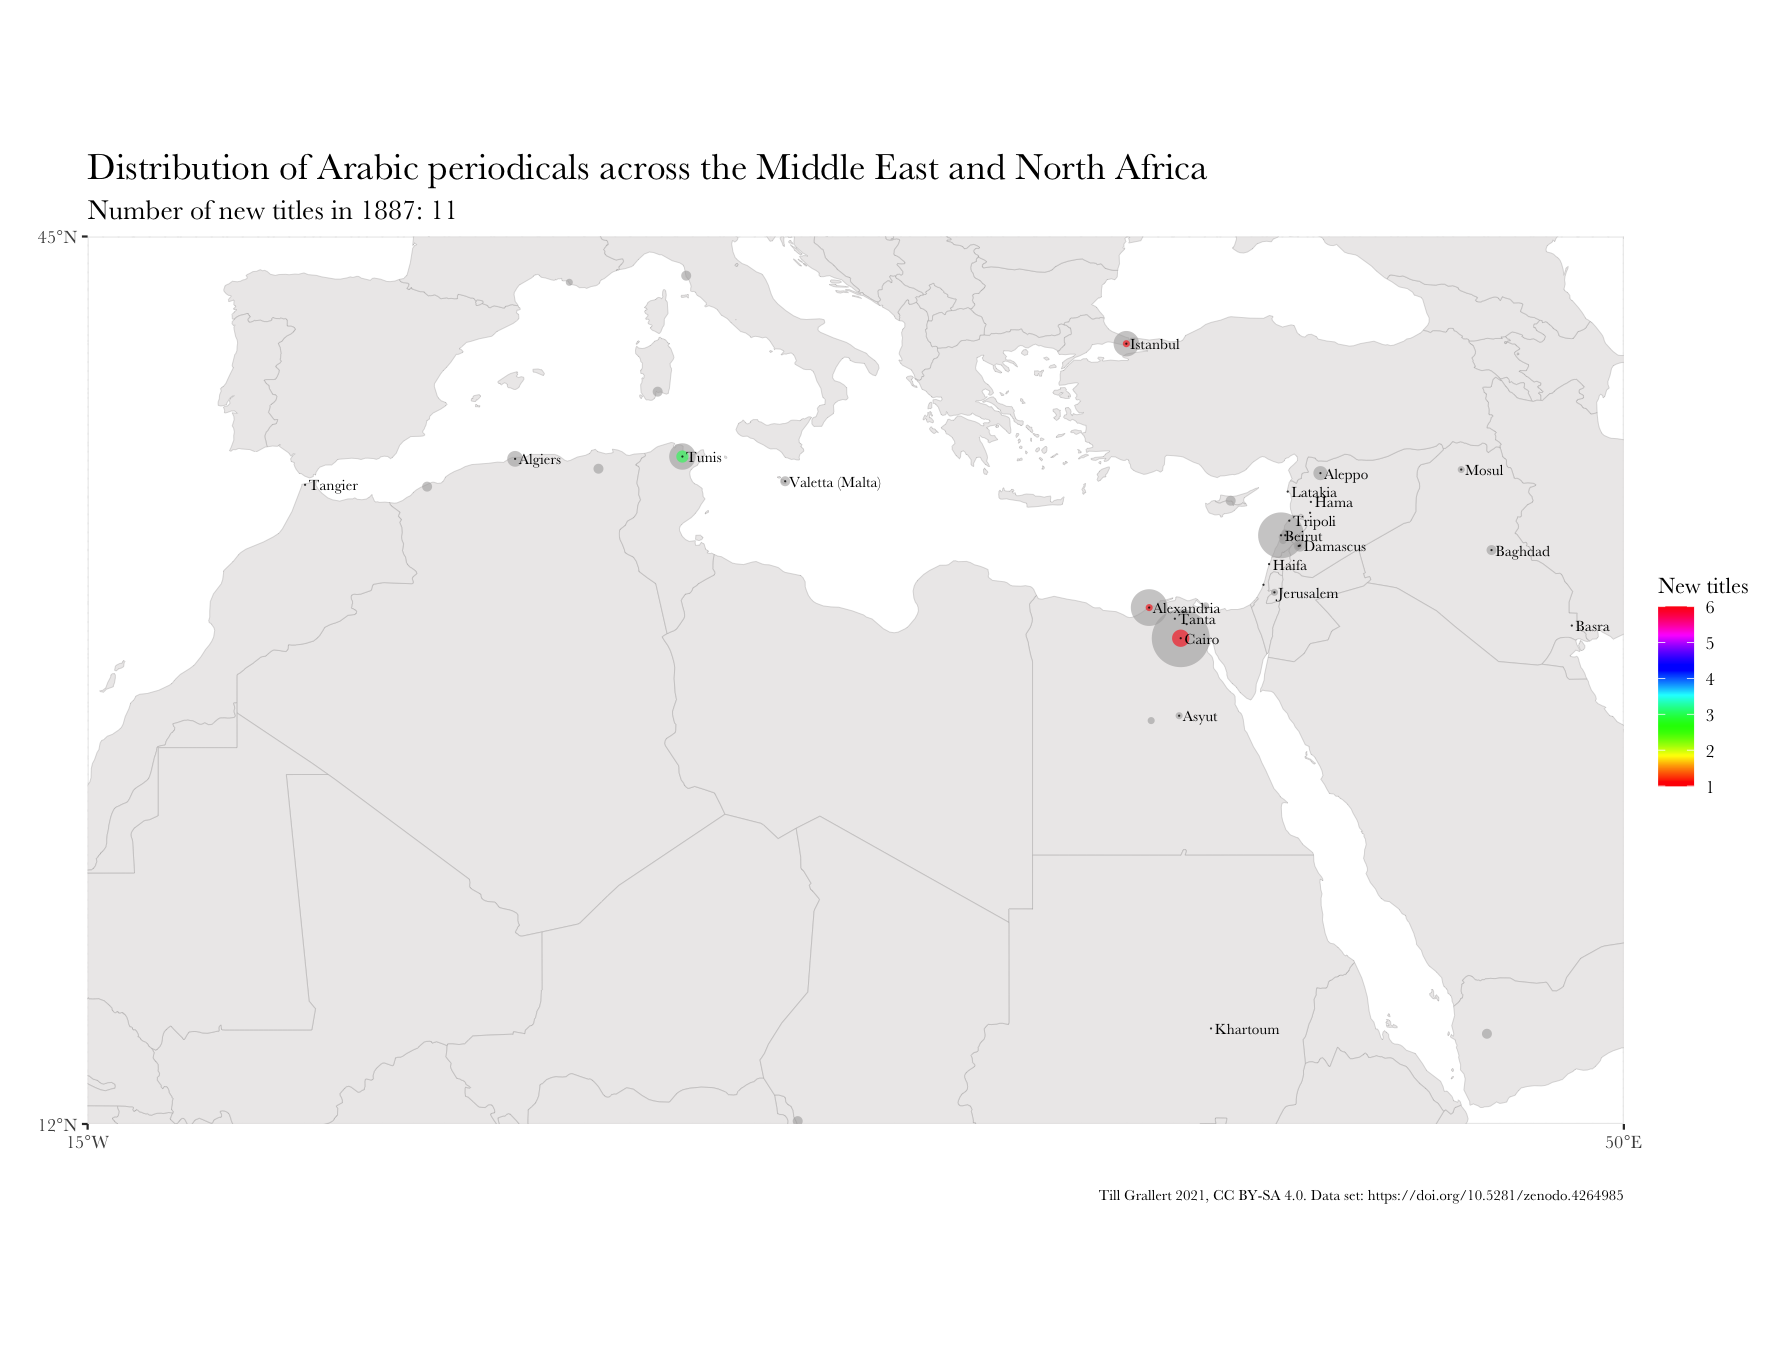 Distribution of Arabic periodicals across the Middle East and North Africa
Number of new titles in 1887: 11
45°N
Istanbul
Algiers
Tunis
Tangier
Valetta (Malta)
Aleppo
Mosul
Latakia
Hama
Tripoli
Beirut
Damascus
Baghdad
Haifa
Jerusalem
Alexandria
Tanta
Cairo
Basra
Asyut
Khartoum
New titles
6
5
4
3
2
1
12°N
15°W
50°E
Till Grallert 2021, CC BY-SA 4.0. Data set: https://doi.org/10.5281/zenodo.4264985